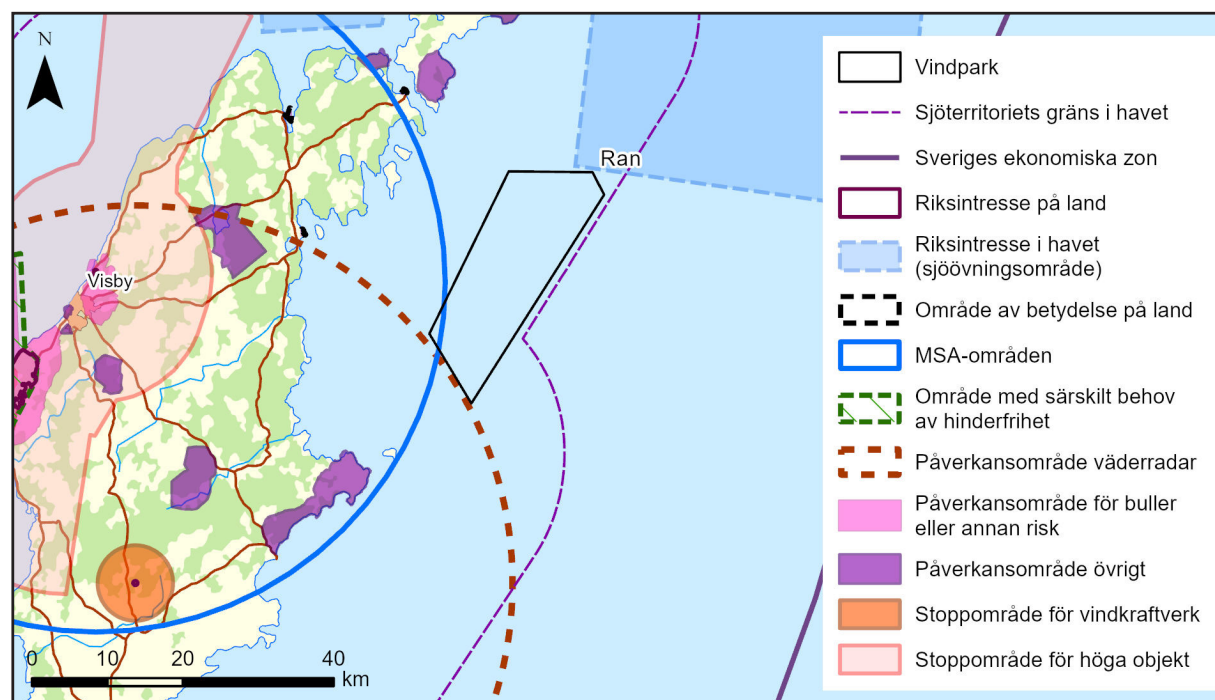 N
Ran
Visby
0 10 20 40
km
Vindpark
Sjöterritoriets gräns i havet
Sveriges ekonomiska zon
Riksintresse på land
Riksintresse i havet
(sjöövningsområde)
Område av betydelse på land
MSA-områden
Område med särskilt behov
av hinderfrihet
Påverkansområde väderradar
Påverkansområde för buller
eller annan risk
Påverkansområde övrigt
Stoppområde för vindkraftverk
Stoppområde för höga objekt